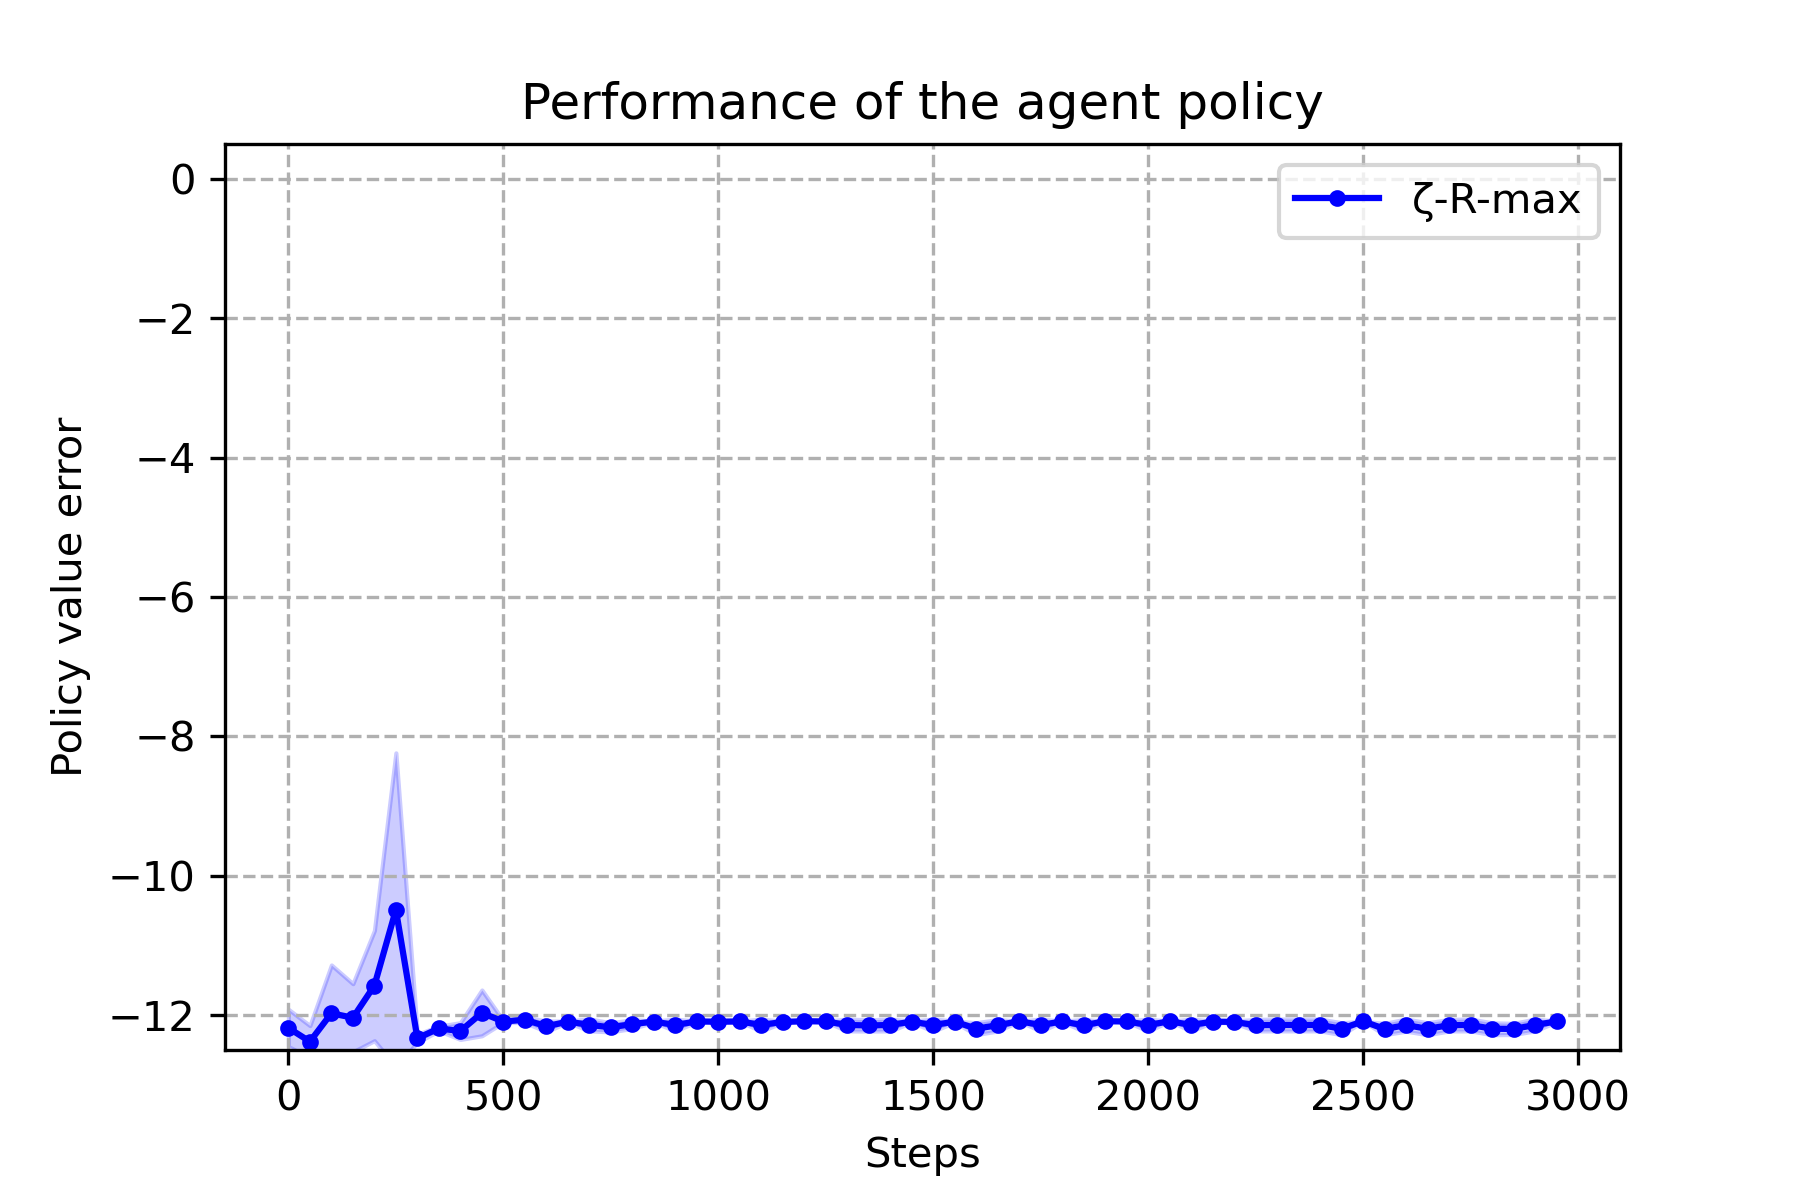 Performance of the agent policy
ζ-R-max
Policy value error
0
−2
−4
−6
−8
−10
−12
0 500 1000 1500 2000 2500 3000
Steps